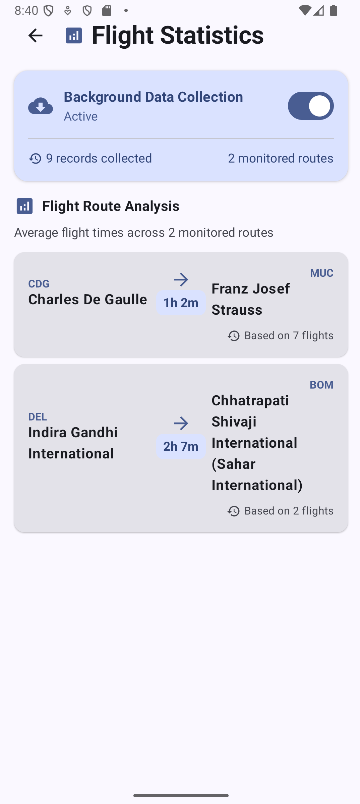 8:40
Flight Statistics
Background Data Collection
Active
9 records collected
2 monitored routes
Flight Route Analysis
Average flight times across 2 monitored routes
CDG
Charles De Gaulle
1h 2m
MUC
Franz Josef
Strauss
Based on 7 flights
DEL
Indira Gandhi
International
2h 7m
BOM
Chhatrapati
Shivaji
International
(Sahar
International)
Based on 2 flights